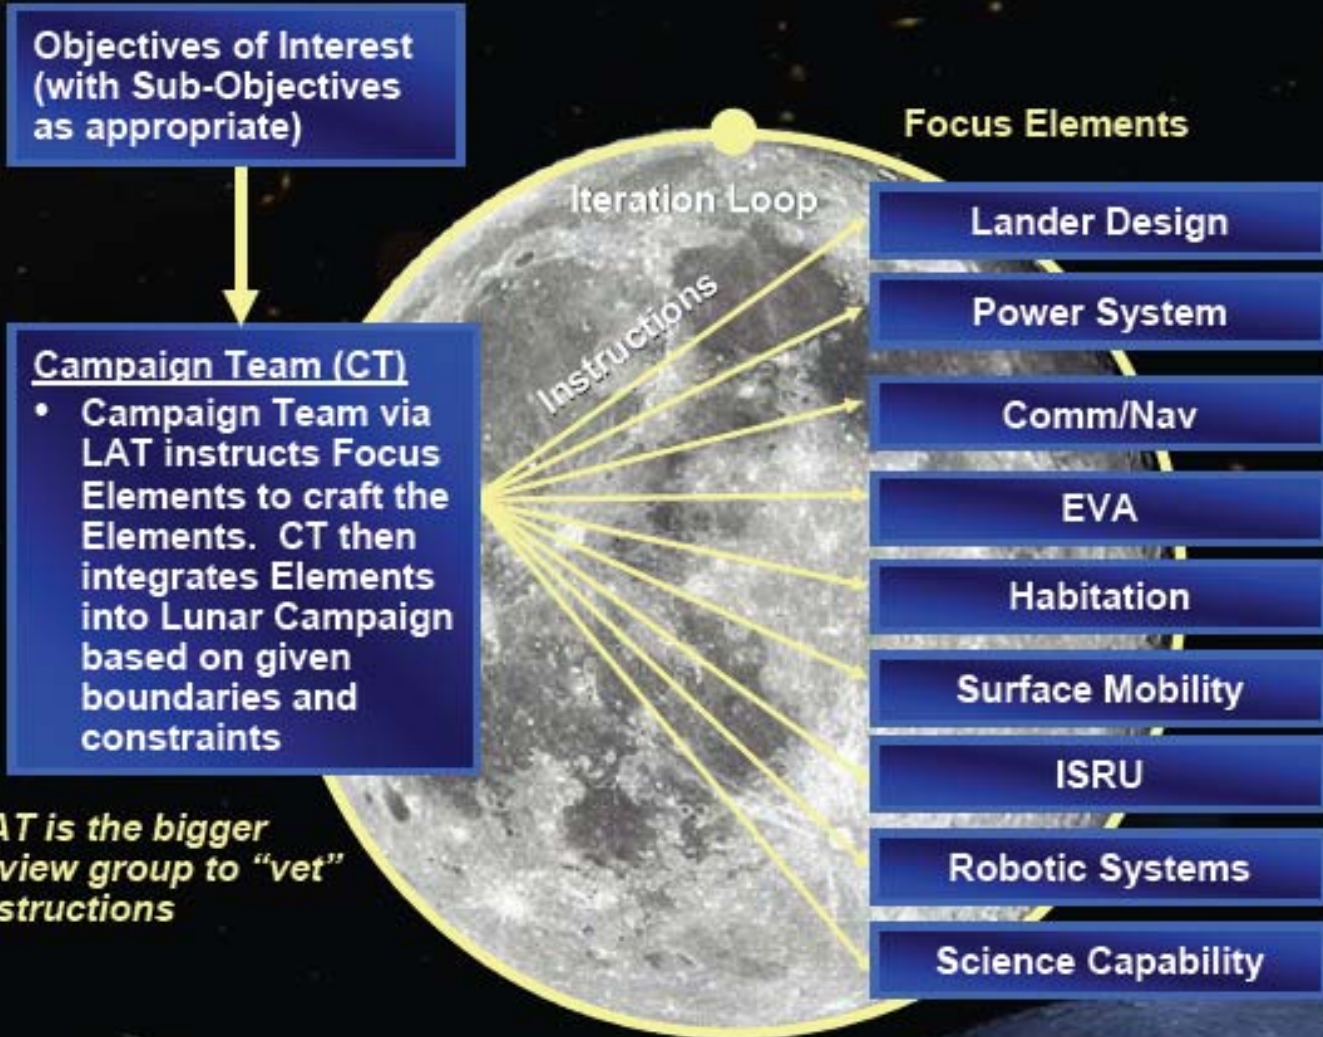 Objectives of Interest
(with Sub-Objectives
as appropriate)
Focus Elements
Iteration Loop
Instructions
Campaign Team (CT)
• Campaign Team via
LAT instructs Focus
Elements to craft the
Elements. CT then
integrates Elements
into Lunar Campaign
based on given
boundaries and
constraints
Lander Design
Power System
Comm/Nav
EVA
Habitation
Surface Mobility
ISRU
Robotic Systems
Science Capability
AT is the bigger
view group to “vet”
structions